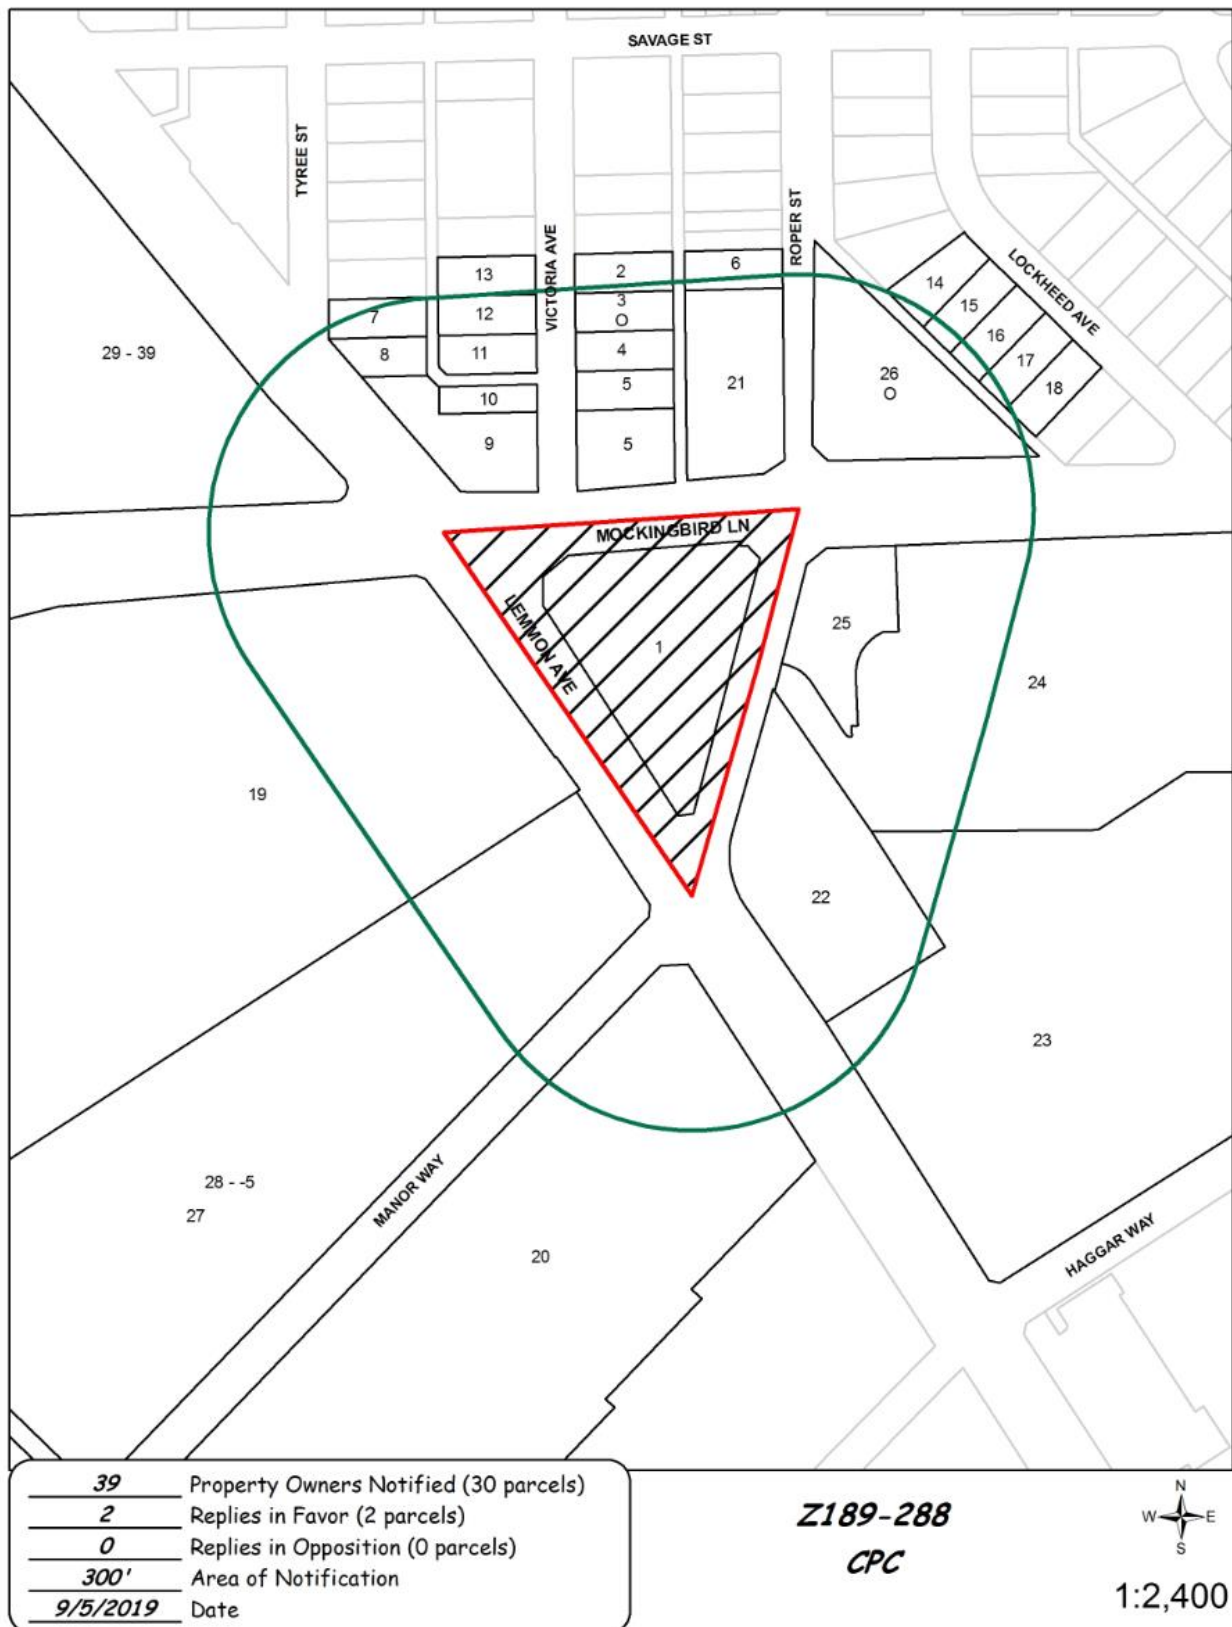 SAVAGE ST
TYREE ST
ROPER ST
VICTORIA AVE
LOCKHEED AVE
13
2
6
14
3
O
12
7
15
16
11
4
8
17
29 - 39
26
O
21
5
18
10
9
5
MOCKINGBIRD LN
LEMMON AVE
1
25
24
19
22
23
28 - -5
27
MANOR WAY
20
HAGGAR WAY
39 Property Owners Notified (30 parcels)
2 Replies in Favor (2 parcels)
0 Replies in Opposition (0 parcels)
300' Area of Notification
9/5/2019 Date
Z189-288
CPC
N
W E
S
1:2,400